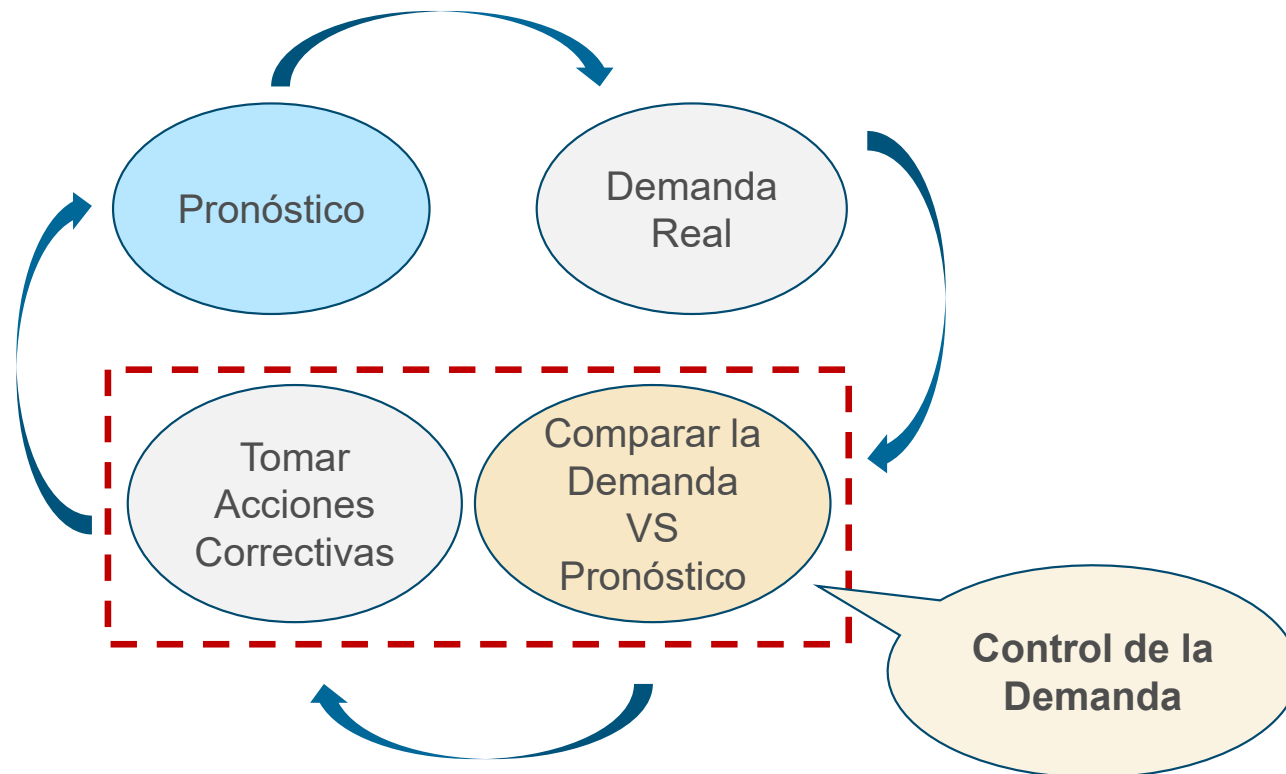 Pronóstico
Demanda
Real
Tomar
Acciones
Correctivas
Comparar la
Demanda
VS
Pronóstico
Control de la
Demanda